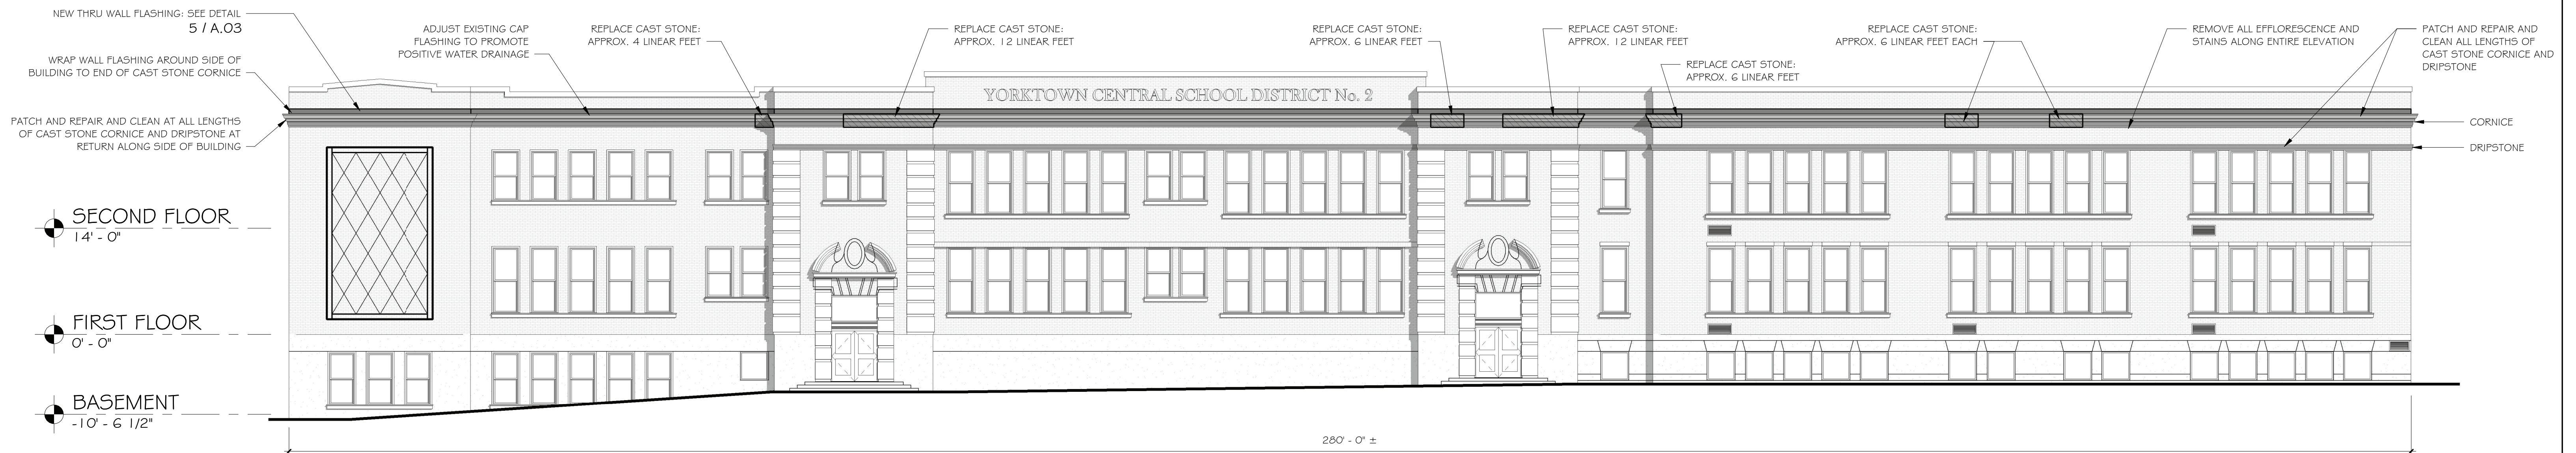 NEW THRU WALL FLASHING: SEE DETAIL
5 / A.03
WRAP WALL FLASHING AROUND SIDE OF
BUILDING TO END OF CAST STONE CORNICE
PATCH AND REPAIR AND CLEAN AT ALL LENGTHS
OF CAST STONE CORNICE AND DRIPSTONE AT
RETURN ALONG SIDE OF BUILDING
ADJUST EXISTING CAP
FLASHING TO PROMOTE
POSITIVE WATER DRAINAGE
REPLACE CAST STONE:
APPROX. 4 LINEAR FEET
REPLACE CAST STONE:
APPROX. 12 LINEAR FEET
REPLACE CAST STONE:
APPROX. 6 LINEAR FEET
REPLACE CAST STONE:
APPROX. 12 LINEAR FEET
REPLACE CAST STONE:
APPROX. 6 LINEAR FEET
REPLACE CAST STONE:
APPROX. 6 LINEAR FEET EACH
REMOVE ALL EFFLORESCENCE AND
STAINS ALONG ENTIRE ELEVATION
PATCH AND REPAIR AND
CLEAN ALL LENGTHS OF
CAST STONE CORNICE AND
DRIPSTONE
YORKTOWN CENTRAL SCHOOL DISTRICT No. 2
CORNICE
DRIPSTONE
SECOND FLOOR
14' - 0"
FIRST FLOOR
0' - 0"
BASEMENT
-10' - 6 1/2"
280' - 0" ±